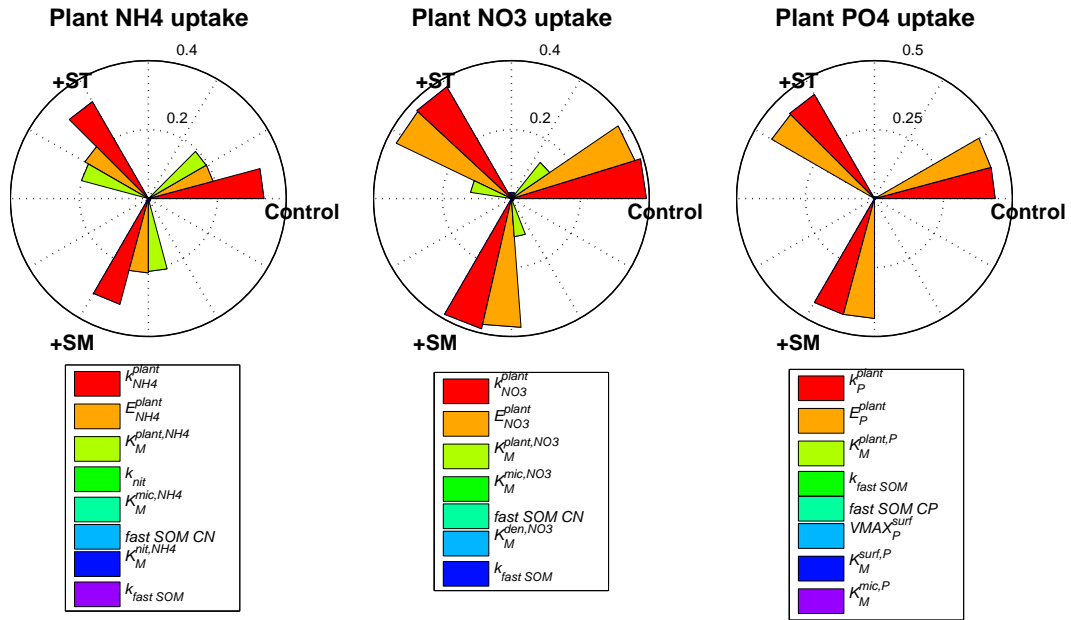 Plant NH4 uptake
0.4
+ST
0.2
Control
+SM
k_NH4^plant
E_NH4^plant
K_M^plant,NH4
k_nit
K_M^mic,NH4
fast SOM CN
K_M^nit,NH4
k_fast SOM
Plant NO3 uptake
0.4
+ST
0.2
Control
+SM
k_NO3^plant
E_NO3^plant
K_M^plant,NO3
K_M^mic,NO3
fast SOM CN
K_M^den,NO3
k_fast SOM
Plant PO4 uptake
0.5
+ST
0.25
Control
+SM
k_P^plant
E_P^plant
K_M^plant,P
k_fast SOM
fast SOM CP
VMAX_P^surf
K_M^surf,P
K_M^mic,P